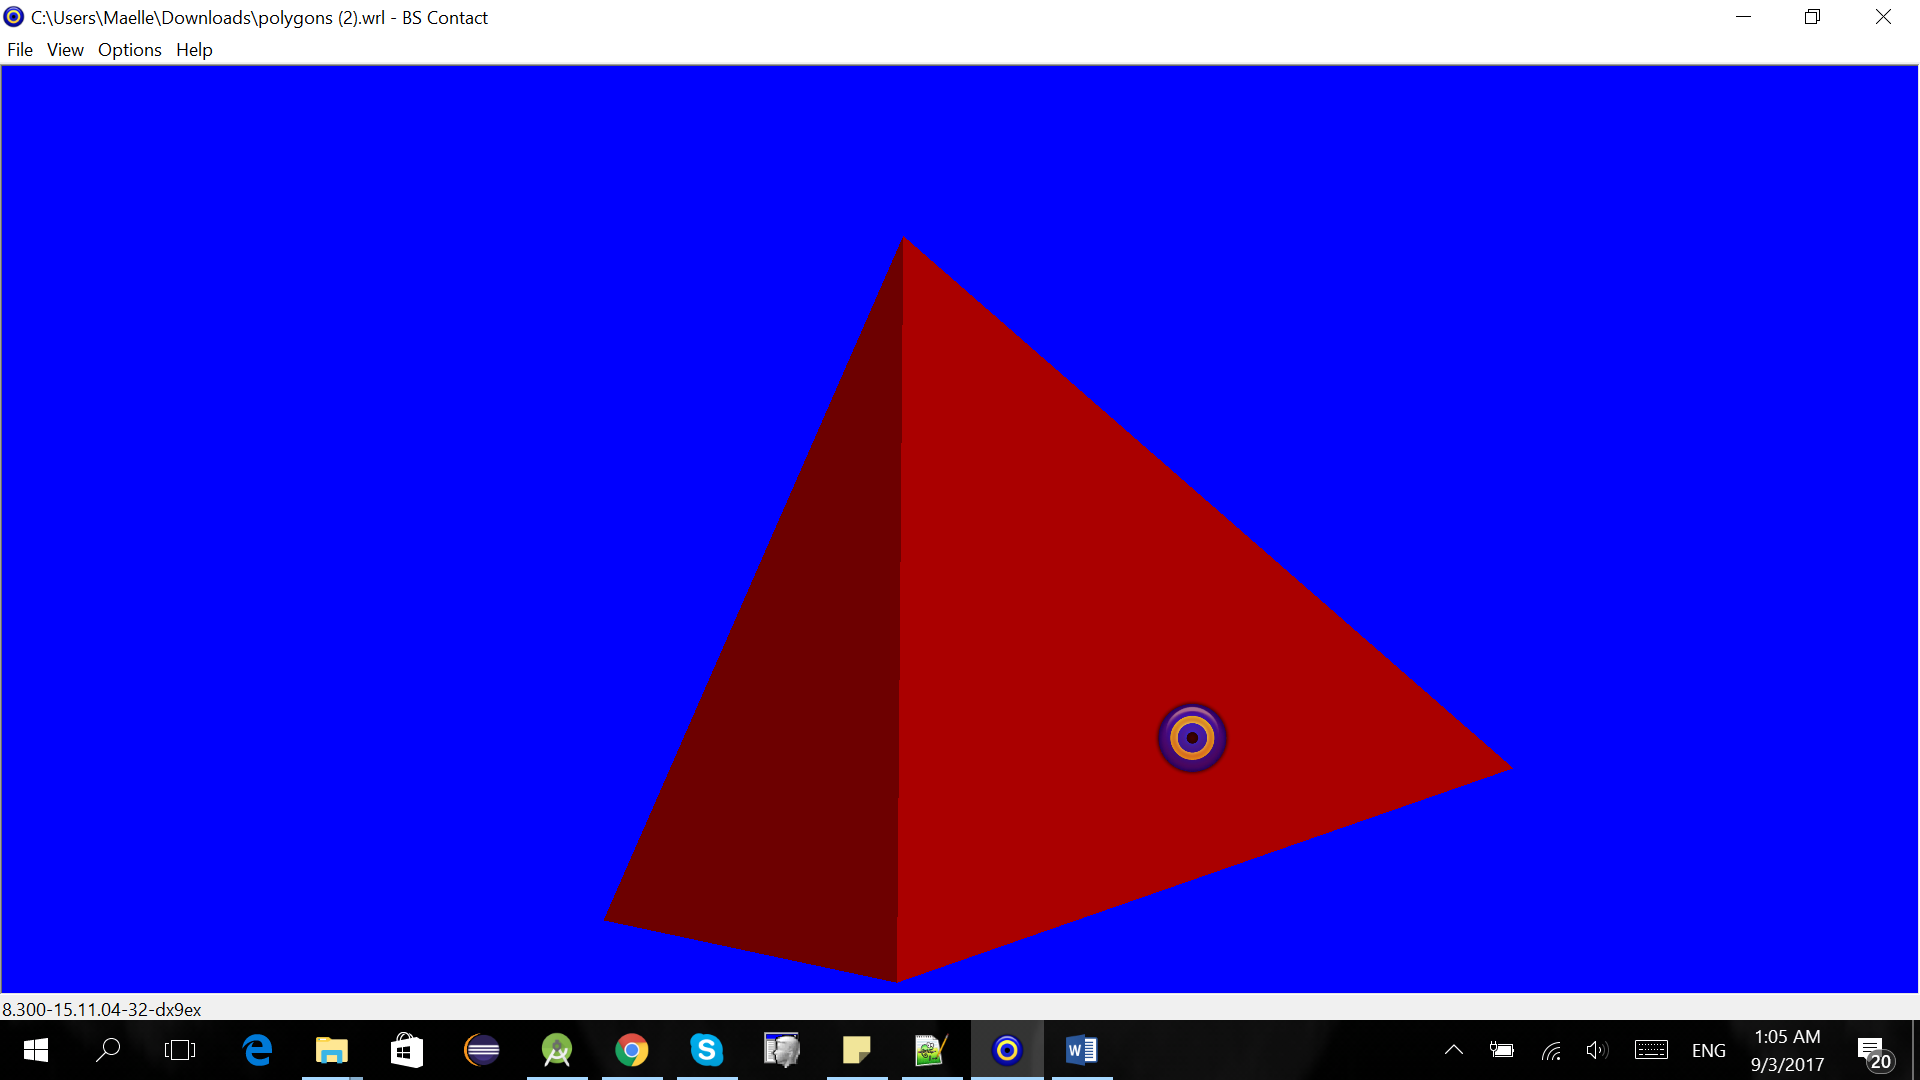 C:\Users\Maelle\Downloads\polygons (2).wrl - BS Contact
File View Options Help
8.300-15.11.04-32-dx9ex
ENG
1:05 AM
9/3/2017
20